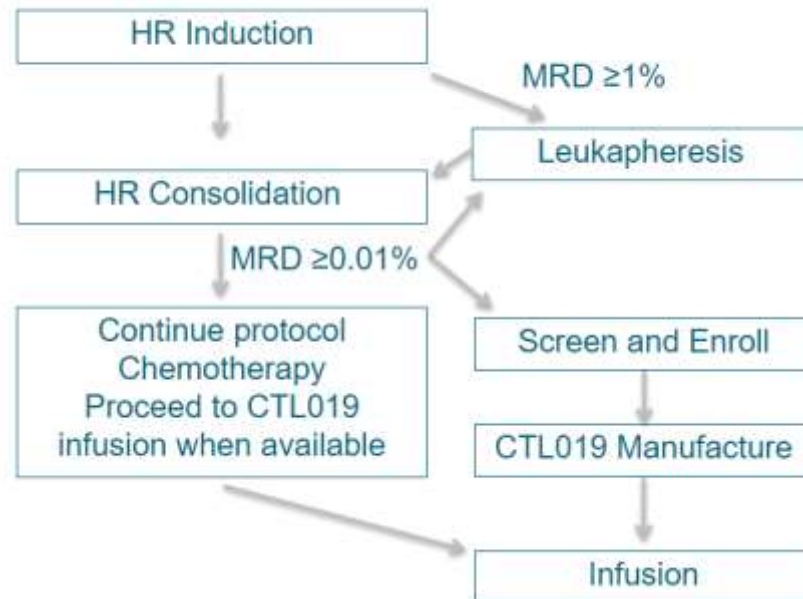 HR Induction
MRD ≥1%
Leukapheresis
HR Consolidation
MRD ≥0.01%
Continue protocol
Chemotherapy
Proceed to CTL019
infusion when available
Screen and Enroll
CTL019 Manufacture
Infusion